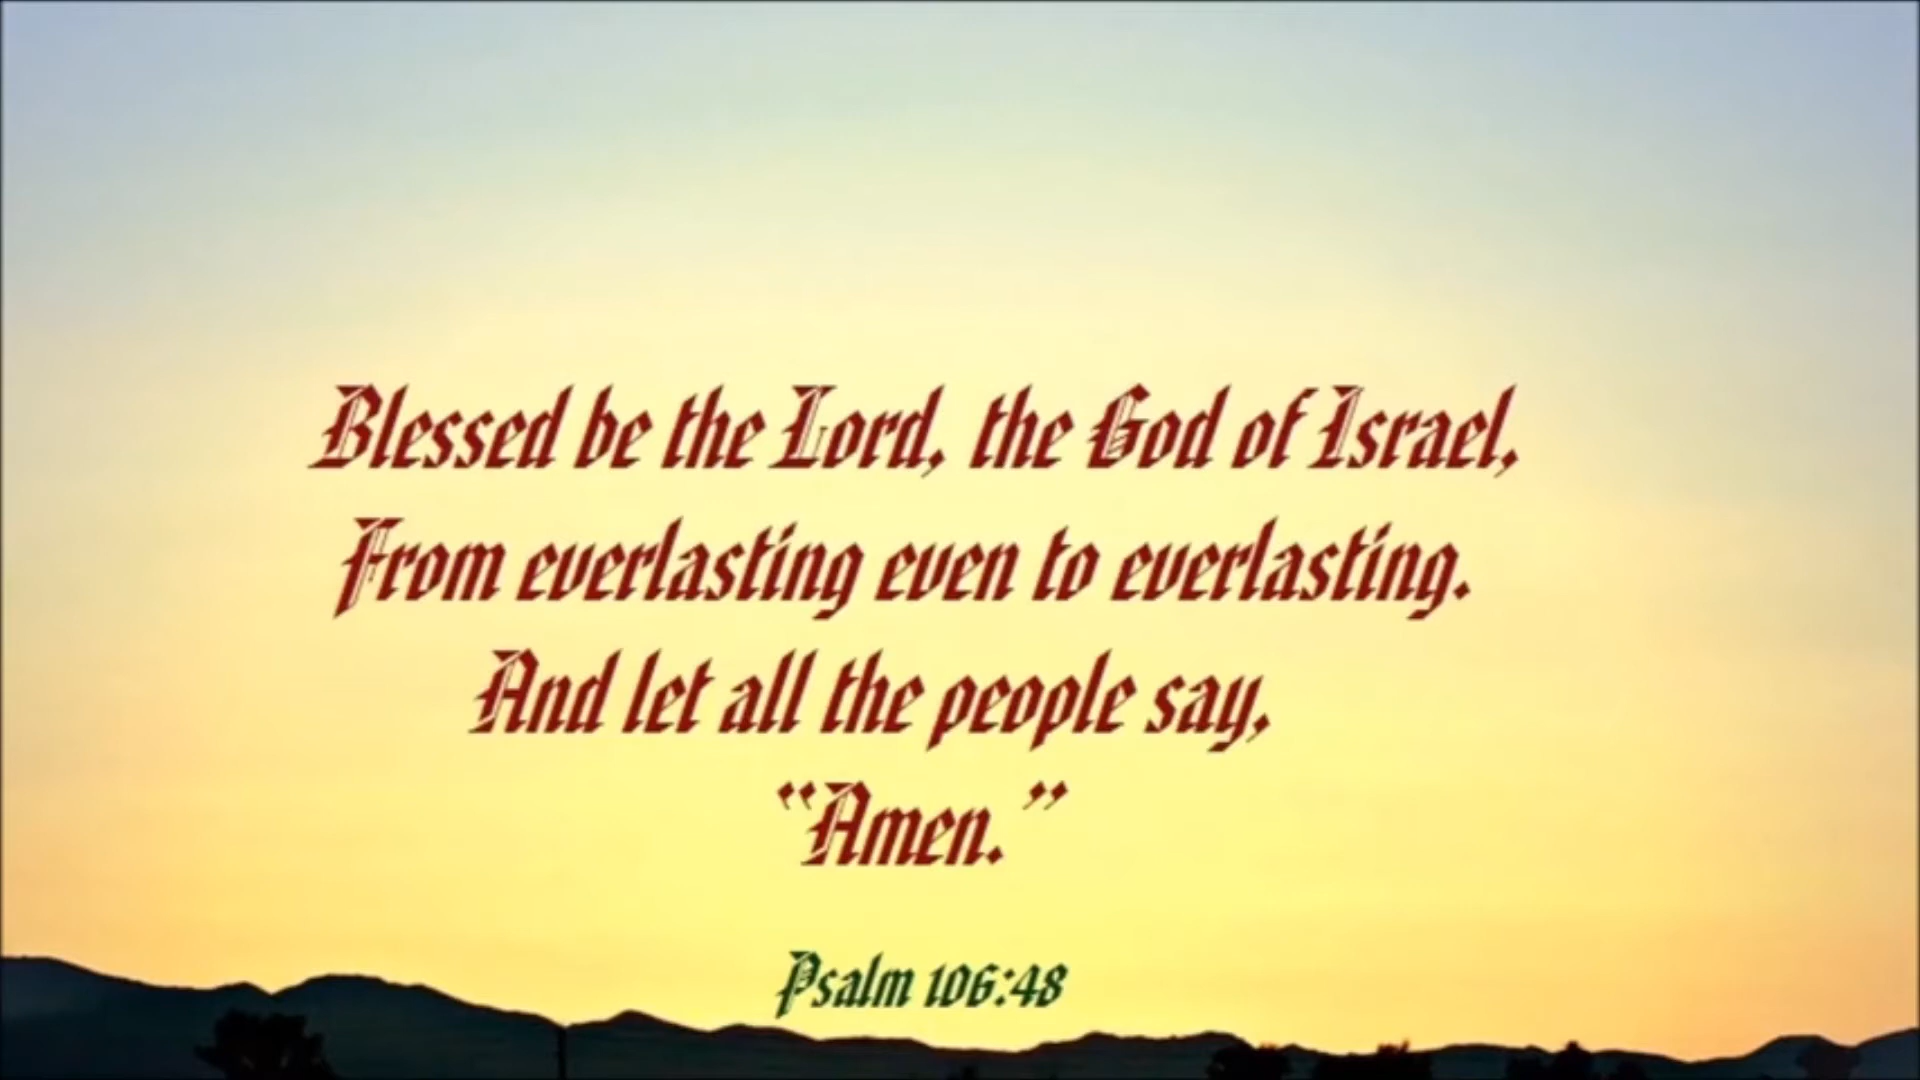 Blessed be the Lord, the God of Israel,
From everlasting even to everlasting.
And let all the people say,
“Amen.”
Psalm 106:48